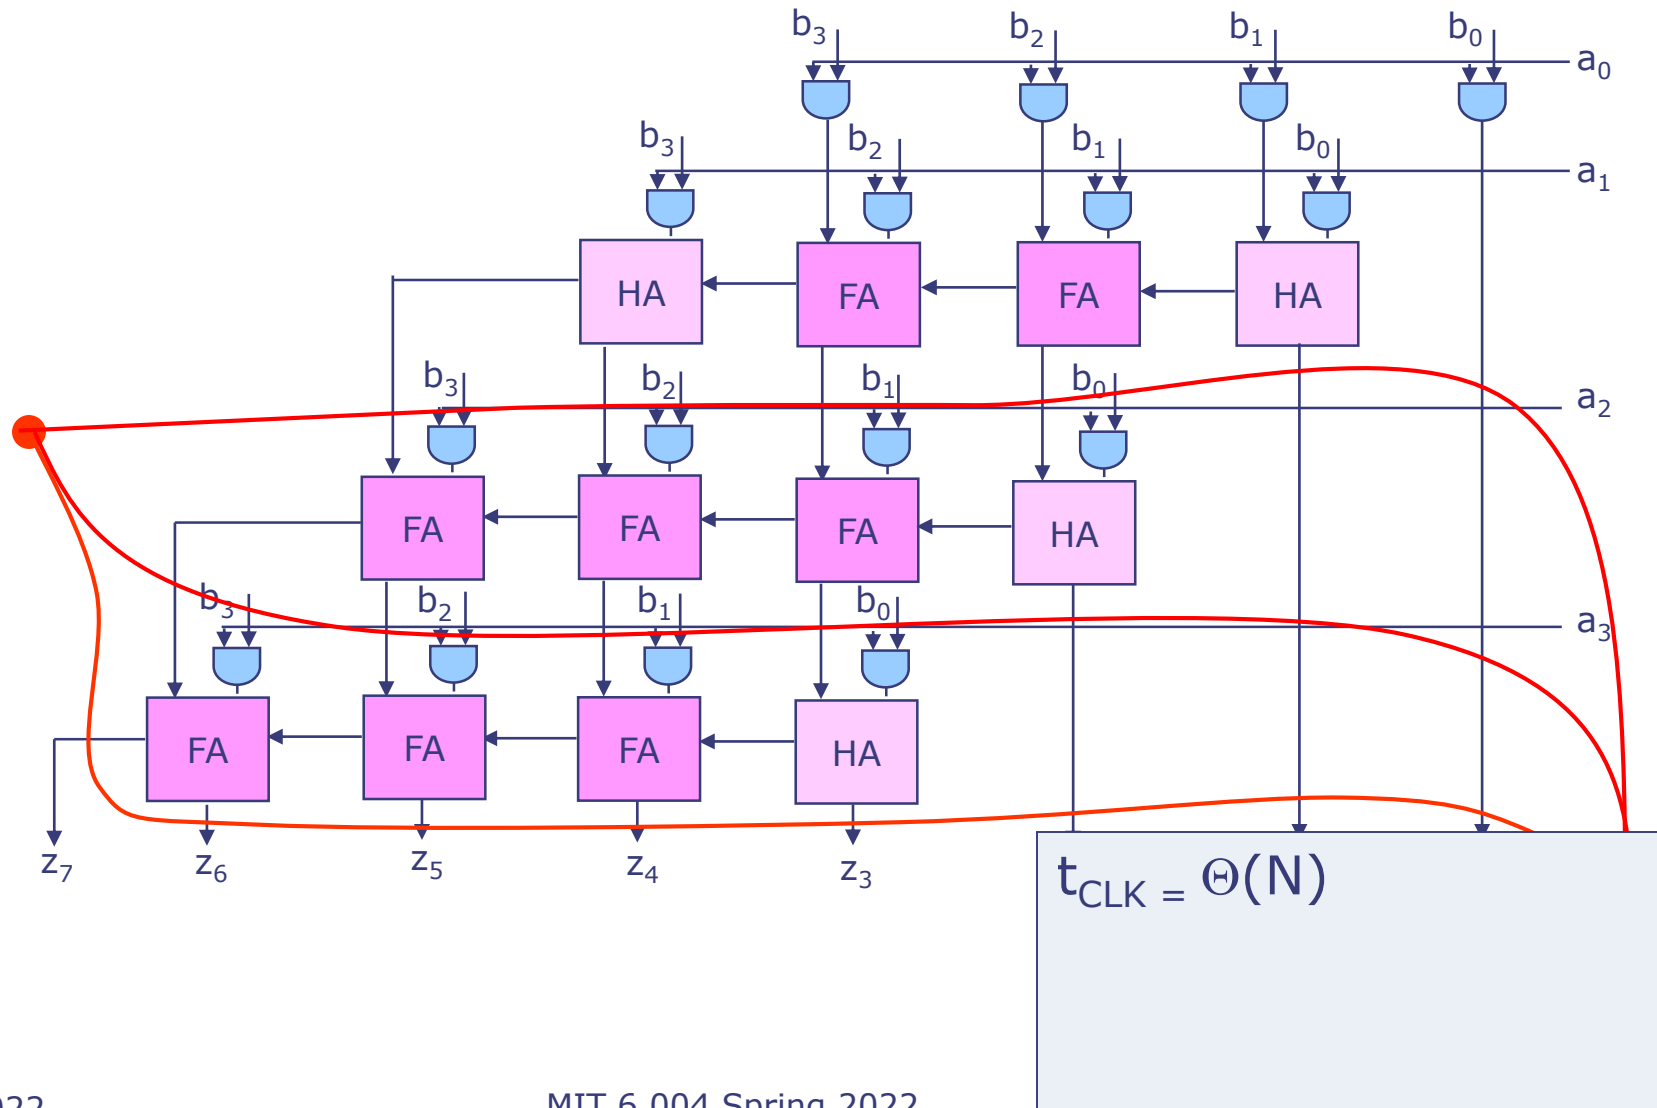 b3 b2 b1 b0
a0
b3 b2 b1 b0
a1
HA FA FA HA
b3 b2 b1 b0
a2
FA FA FA HA
b3 b2 b1 b0
a3
FA FA FA HA
z7 z6 z5 z4 z3
tCLK = Θ(N)
MIT 6.004 Spring 2022